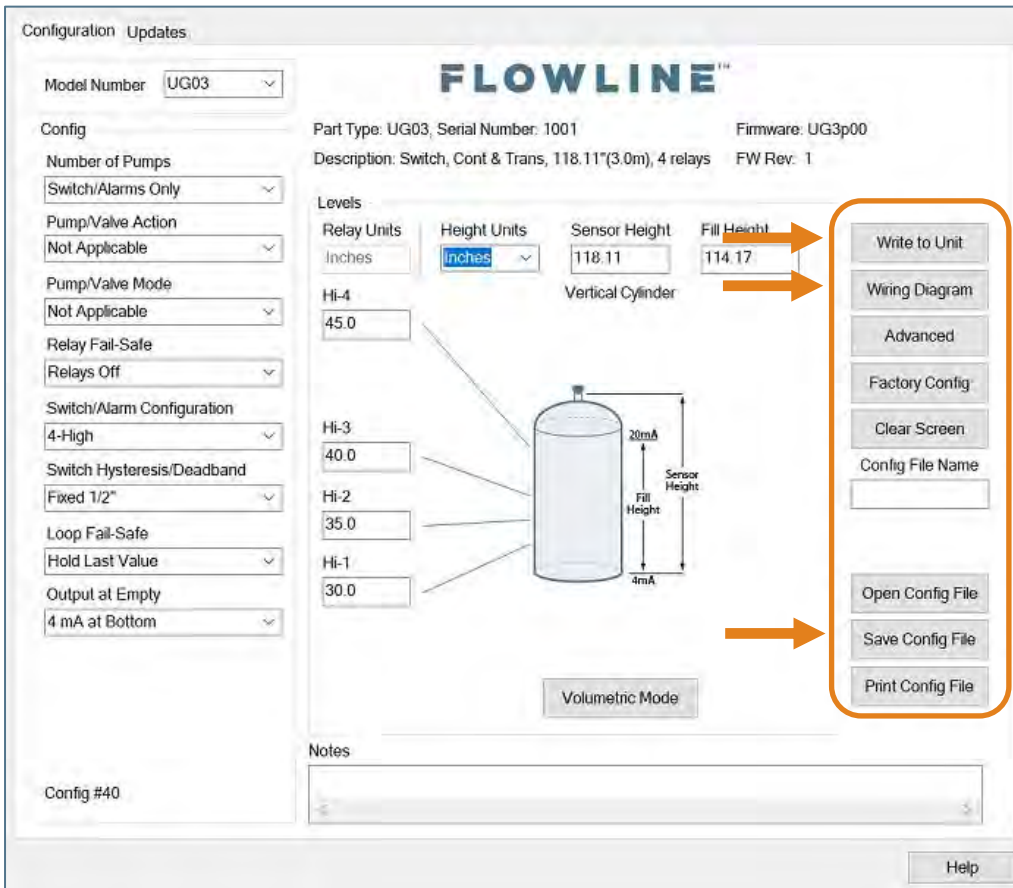 Configuration Updates
Model Number UG03
FLOWLINE™
Config
Part Type: UG03, Serial Number: 1001
Firmware: UG3p00
Description: Switch, Cont & Trans, 118.11"(3.0m), 4 relays
FW Rev: 1
Number of Pumps
Switch/Alarms Only
Pump/Valve Action
Not Applicable
Pump/Valve Mode
Not Applicable
Relay Fail-Safe
Relays Off
Switch/Alarm Configuration
4-High
Switch Hysteresis/Deadband
Fixed 1/2"
Loop Fail-Safe
Hold Last Value
Output at Empty
4 mA at Bottom
Config #40
Levels
Relay Units
Inches
Height Units
Inches
Sensor Height
118.11
Fill Height
114.17
Vertical Cylinder
Hi-4
45.0
Hi-3
40.0
Hi-2
35.0
Hi-1
30.0
20mA
Fill
Height
Sensor
Height
4mA
Volumetric Mode
Write to Unit
Wiring Diagram
Advanced
Factory Config
Clear Screen
Config File Name
Open Config File
Save Config File
Print Config File
Notes
Help